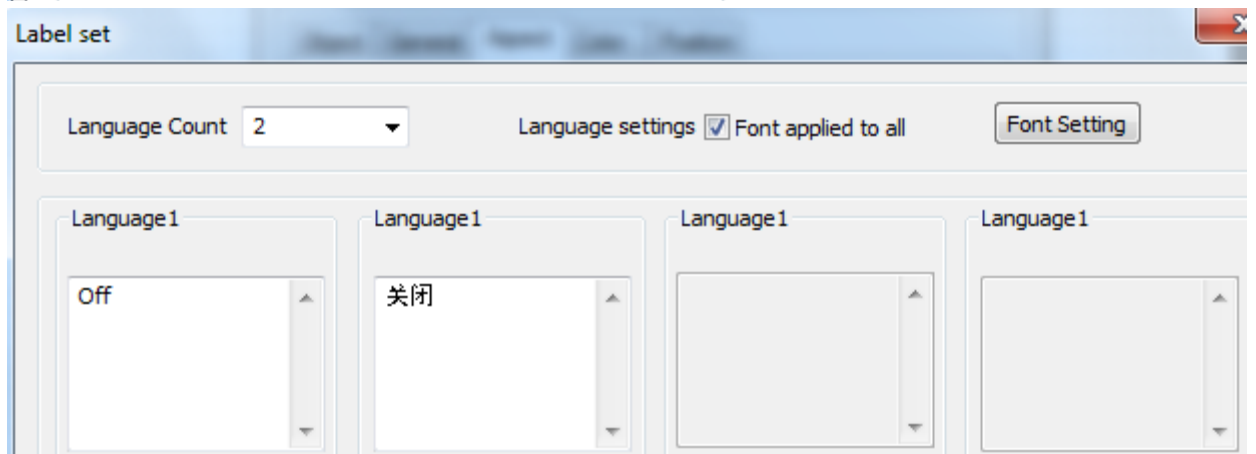 Label set
Language Count 2 Language settings Font applied to all Font Setting
Language1 Language1 Language1 Language1
Off 关闭